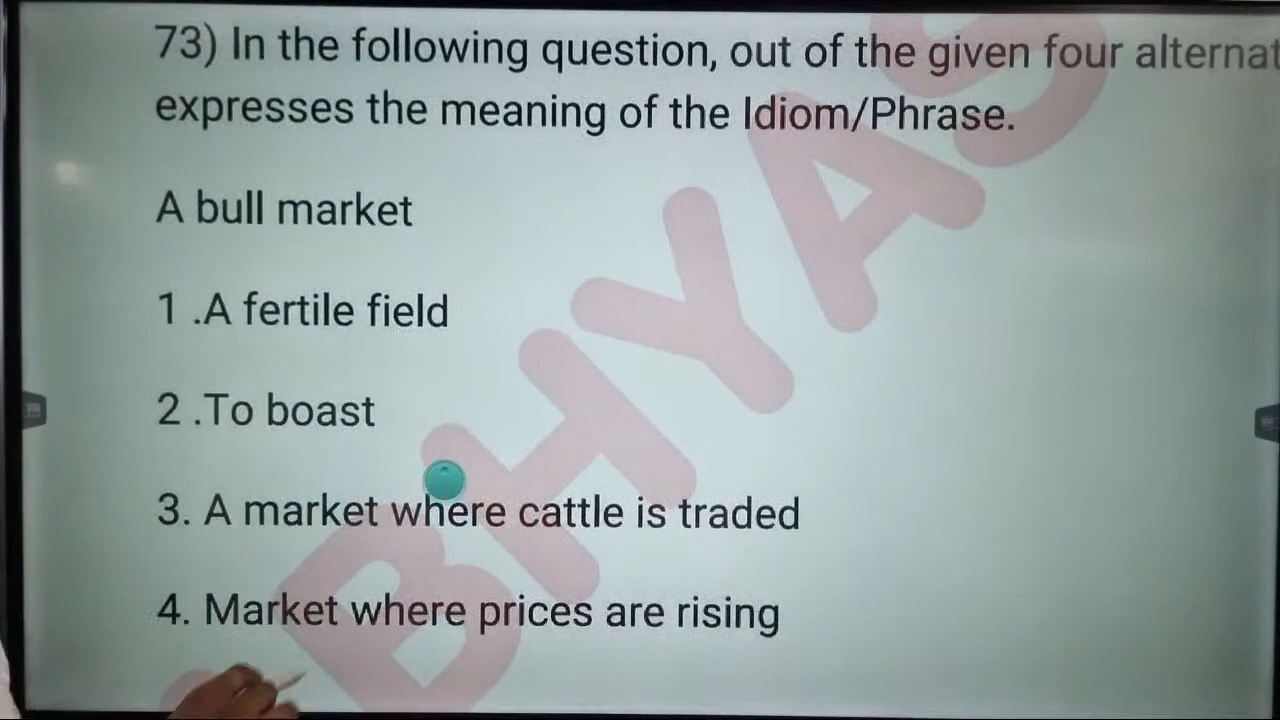 73) In the following question, out of the given four alternat
expresses the meaning of the Idiom/Phrase.
A bull market
1 .A fertile field
2 .To boast
3. A market where cattle is traded
4. Market where prices are rising
BHYAS